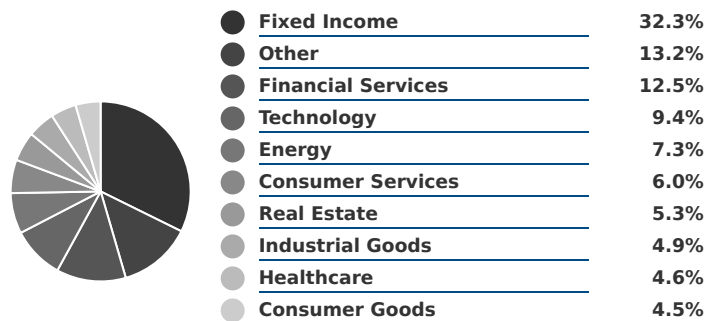 Fixed Income 32.3%
Other 13.2%
Financial Services 12.5%
Technology 9.4%
Energy 7.3%
Consumer Services 6.0%
Real Estate 5.3%
Industrial Goods 4.9%
Healthcare 4.6%
Consumer Goods 4.5%